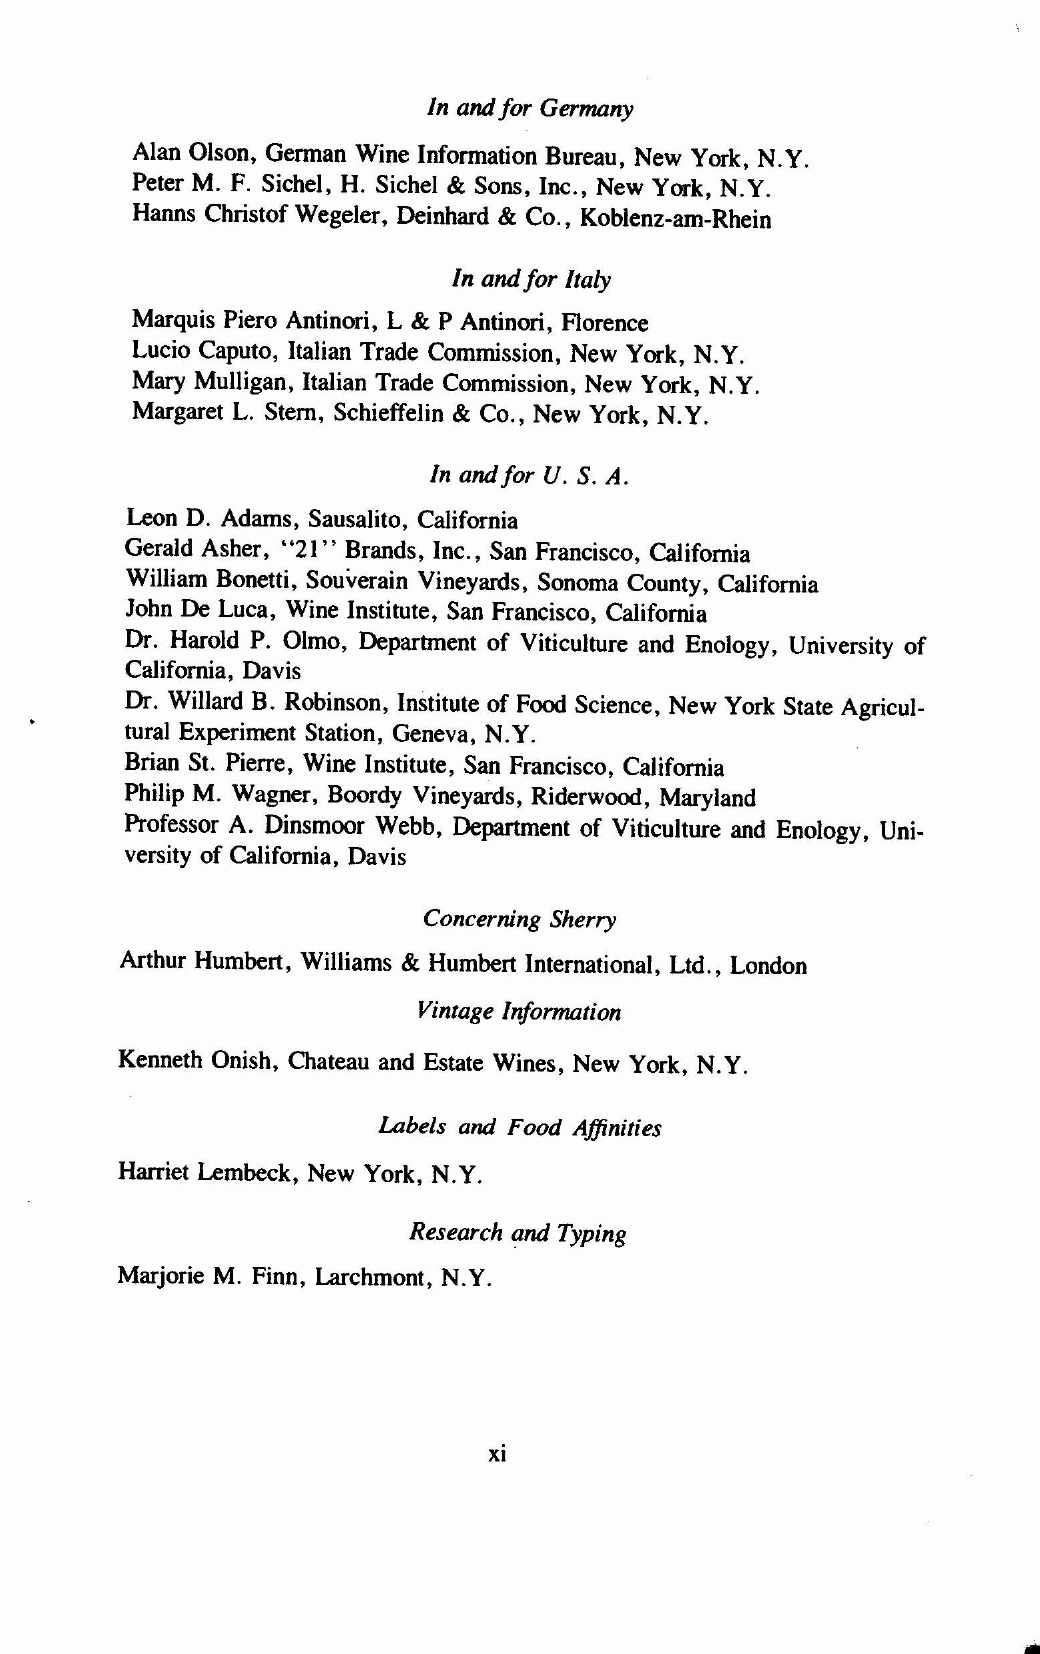 In and for Germany
Alan Olson, German Wine Information Bureau, New York, N.Y.
Peter M. F. Sichel, H. Sichel & Sons, Inc., New York, N.Y.
Hanns Christof Wegeler, Deinhard & Co., Koblenz-am-Rhein
In and for Italy
Marquis Piero Antinori, L & P Antinori, Florence
Lucio Caputo, Italian Trade Commission, New York, N.Y.
Mary Mulligan, Italian Trade Commission, New York, N.Y.
Margaret L. Stern, Schieffelin & Co., New York, N.Y.
In and for U. S. A.
Leon D. Adams, Sausalito, California
Gerald Asher, “21” Brands, Inc., San Francisco, California
William Bonetti, Souverain Vineyards, Sonoma County, California
John De Luca, Wine Institute, San Francisco, California
Dr. Harold P. Olmo, Department of Viticulture and Enology, University of
California, Davis
Dr. Willard B. Robinson, Institute of Food Science, New York State Agricul-
tural Experiment Station, Geneva, N.Y.
Brian St. Pierre, Wine Institute, San Francisco, California
Philip M. Wagner, Boordy Vineyards, Riderwood, Maryland
Professor A. Dinsmoor Webb, Department of Viticulture and Enology, Uni-
versity of California, Davis
Concerning Sherry
Arthur Humbert, Williams & Humbert International, Ltd., London
Vintage Information
Kenneth Onish, Chateau and Estate Wines, New York, N.Y.
Labels and Food Affinities
Harriet Lembeck, New York, N.Y.
Research and Typing
Marjorie M. Finn, Larchmont, N.Y.
xi